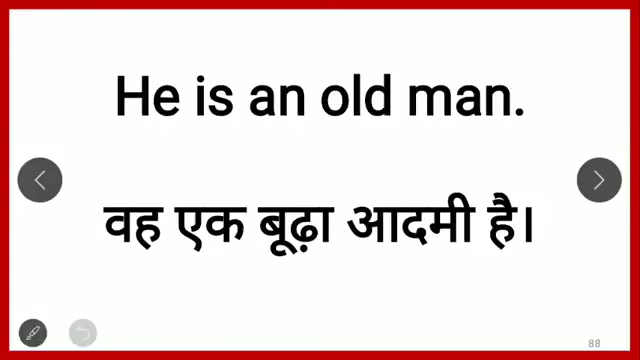 He is an old man.
वह एक बूढ़ा आदमी है।
88